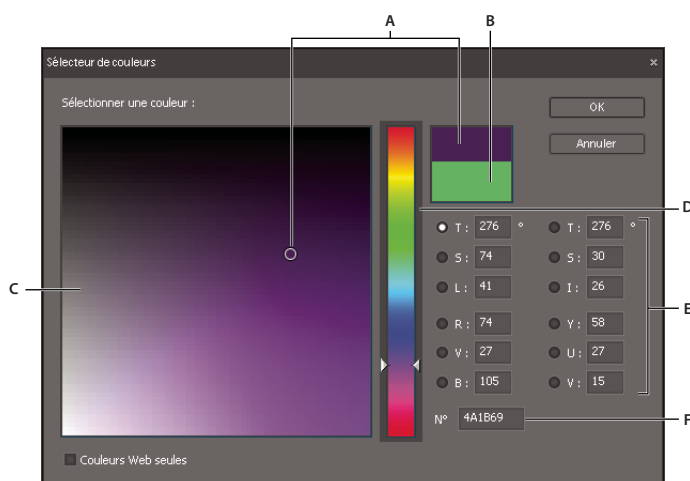 A
B
Sélecteur de couleurs
×
Sélectionner une couleur :
OK
Annuler
D
T : 276 ° T : 276 °
S : 74 S : 30
C
L : 41 I : 26
E
R : 74 Y : 58
V : 27 U : 27
B : 105 V : 15
N° 4A1B69
F
Couleurs Web seules